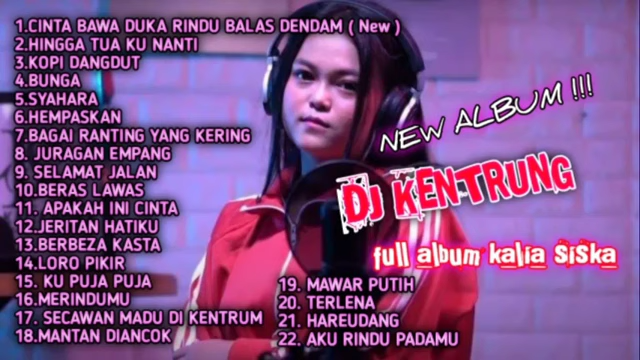 1.CINTA BAWA DUKA RINDU BALAS DENDAM ( New )
2.HINGGA TUA KU NANTI
3.KOPI DANGDUT
4.BUNGA
5.SYAHARA
6.HEMPASKAN
7.BAGAI RANTING YANG KERING
8. JURAGAN EMPANG
9. SELAMAT JALAN
10.BERAS LAWAS
11. APAKAH INI CINTA
12.JERITAN HATIKU
13.BERBEZA KASTA
14.LORO PIKIR
15. KU PUJA PUJA
16.MERINDUMU
17. SECAWAN MADU DI KENTRUM
18.MANTAN DIANCOK
19. MAWAR PUTIH
20. TERLENA
21. HAREUDANG
22. AKU RINDU PADAMU
NEW ALBUM !!!
DJ KENTRUNG
full album kalia siska